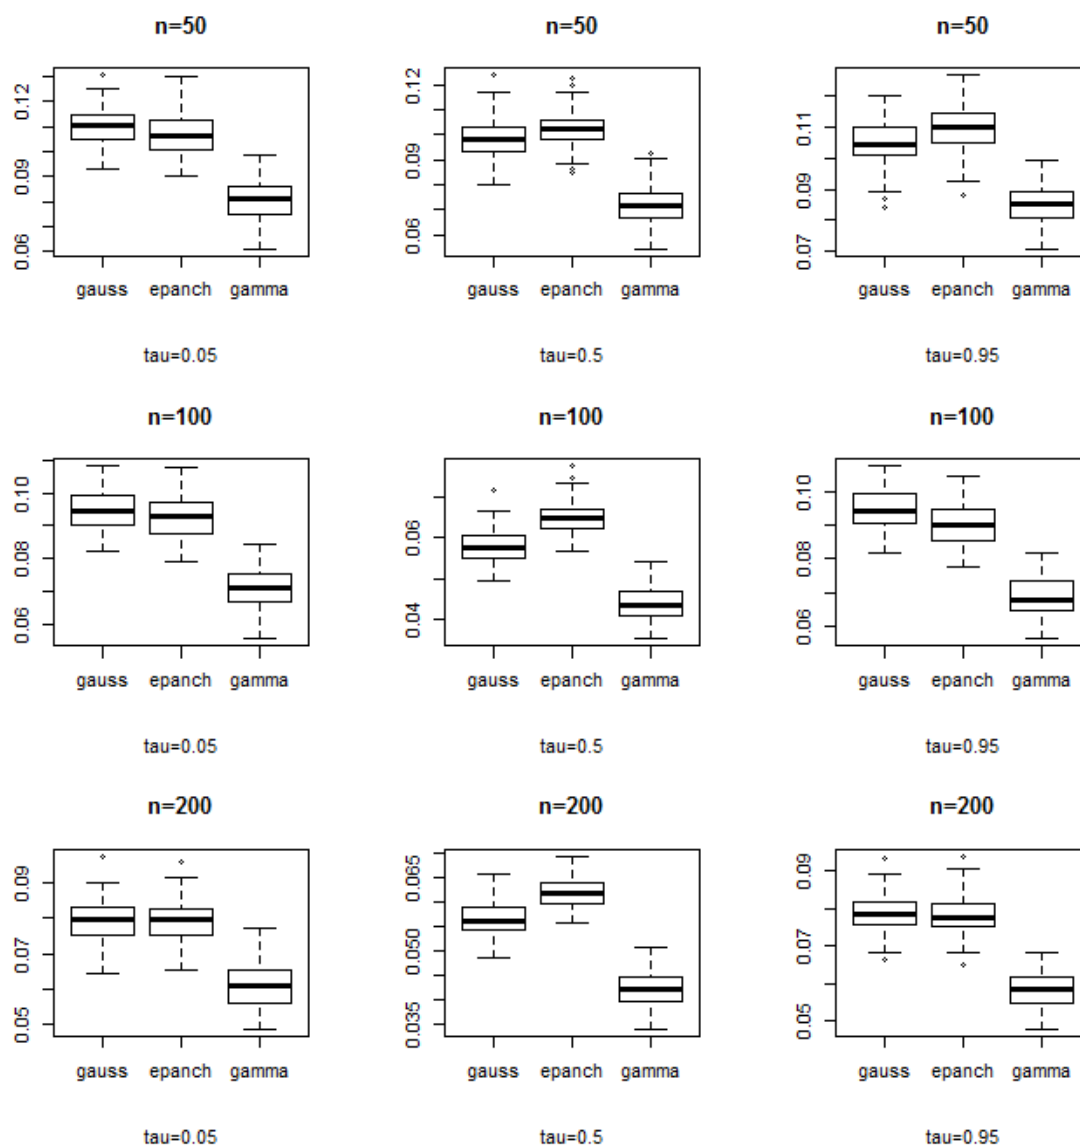 n=50
0.06 0.09 0.12
gauss epanch gamma
tau=0.05
n=50
0.06 0.09 0.12
gauss epanch gamma
tau=0.5
n=50
0.07 0.09 0.11
gauss epanch gamma
tau=0.95
n=100
0.06 0.08 0.10
gauss epanch gamma
tau=0.05
n=100
0.04 0.06
gauss epanch gamma
tau=0.5
n=100
0.06 0.08 0.10
gauss epanch gamma
tau=0.95
n=200
0.05 0.07 0.09
gauss epanch gamma
tau=0.05
n=200
0.035 0.050 0.065
gauss epanch gamma
tau=0.5
n=200
0.05 0.07 0.09
gauss epanch gamma
tau=0.95